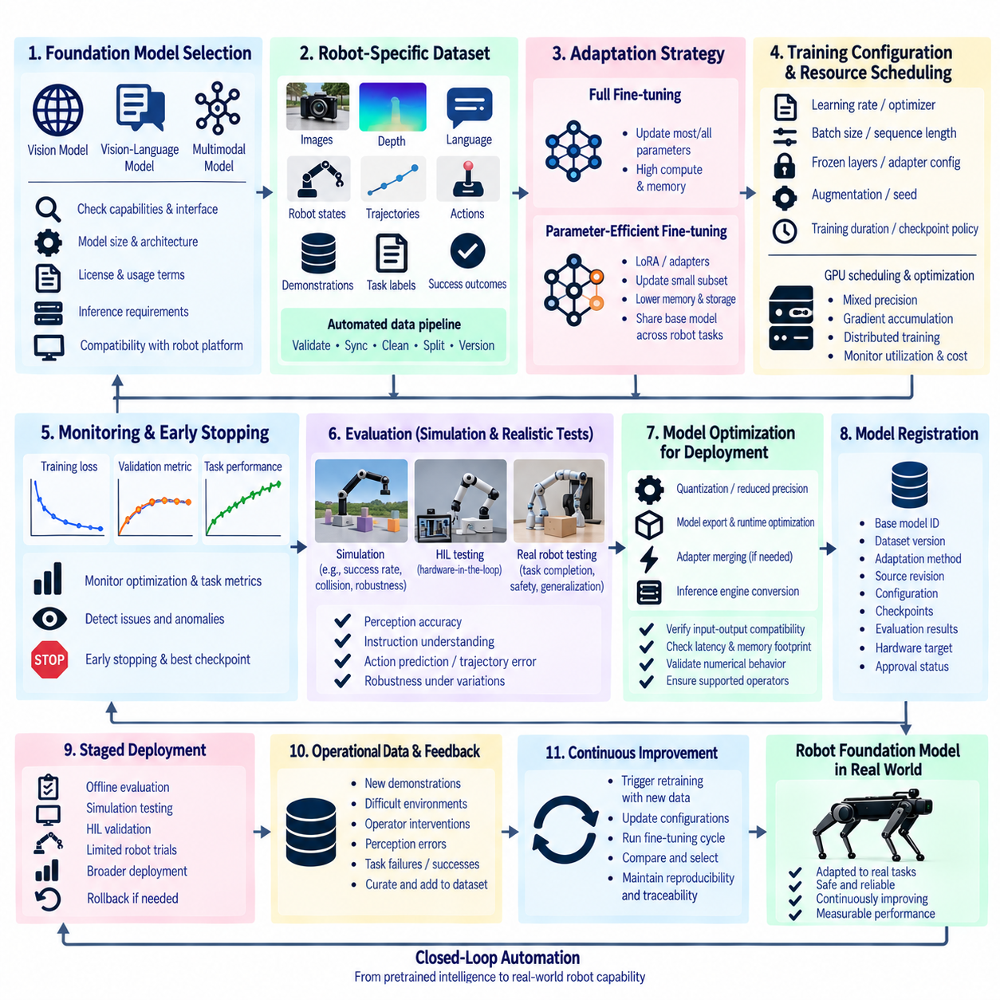 1. Foundation Model Selection
Vision Model
Vision-Language
Model
Multimodal
Model
Check capabilities & interface
Model size & architecture
License & usage terms
Inference requirements
Compatibility with robot platform
2. Robot-Specific Dataset
Images
Depth
Language
Robot states
Trajectories
Actions
Demonstrations
Task labels
Success outcomes
Automated data pipeline
Validate • Sync • Clean • Split • Version
3. Adaptation Strategy
Full Fine-tuning
• Update most/all
parameters
• High compute
& memory
Parameter-Efficient Fine-tuning
• LoRA / adapters
• Update small subset
• Lower memory & storage
• Share base model
across robot tasks
4. Training Configuration
& Resource Scheduling
Learning rate / optimizer
Batch size / sequence length
Frozen layers / adapter config
Augmentation / seed
Training duration / checkpoint policy
GPU scheduling & optimization
• Mixed precision
• Gradient accumulation
• Distributed training
• Monitor utilization & cost
5. Monitoring & Early Stopping
Training loss
Validation metric
Task performance
Monitor optimization & task metrics
Detect issues and anomalies
STOP
Early stopping & best checkpoint
6. Evaluation (Simulation & Realistic Tests)
Simulation
(e.g., success rate,
collision, robustness)
HIL testing
(hardware-in-the-loop)
Real robot testing
(task completion,
safety, generalization)
Perception accuracy
Instruction understanding
Action prediction / trajectory error
Robustness under variations
7. Model Optimization
for Deployment
Quantization / reduced precision
Model export & runtime optimization
Adapter merging (if needed)
Inference engine conversion
Verify input-output compatibility
Check latency & memory footprint
Validate numerical behavior
Ensure supported operators
8. Model Registration
• Base model ID
• Dataset version
• Adaptation method
• Source revision
• Configuration
• Checkpoints
• Evaluation results
• Hardware target
• Approval status
9. Staged Deployment
Offline evaluation
Simulation testing
HIL validation
Limited robot trials
Broader deployment
Rollback if needed
10. Operational Data & Feedback
• New demonstrations
• Difficult environments
• Operator interventions
• Perception errors
• Task failures / successes
• Curate and add to dataset
11. Continuous Improvement
• Trigger retraining
with new data
• Update configurations
• Run fine-tuning cycle
• Compare and select
• Maintain reproducibility
and traceability
Robot Foundation Model
in Real World
Adapted to real tasks
Safe and reliable
Continuously improving
Measurable performance
Closed-Loop Automation
From pretrained intelligence to real-world robot capability